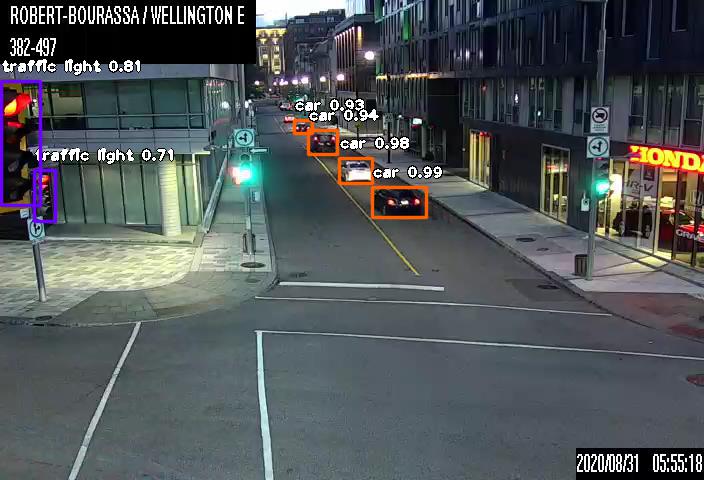 ROBERT-BOURASSA / WELLINGTON E
382-497
traffic light 0.81
car 0.93
car 0.94
traffic light 0.71
car 0.98
car 0.99
HONDA
HR-V
2020/08/31 05:55:18